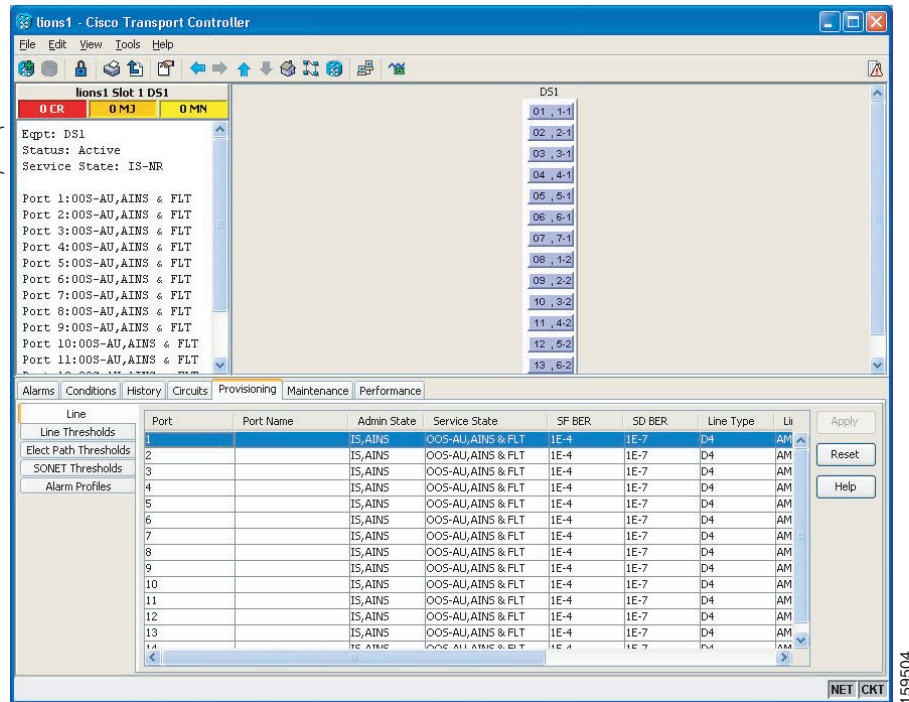 lions1 - Cisco Transport Controller
File Edit View Tools Help
lions1 Slot 1 DS1
0 CR 0 MJ 0 MN
Eqpt: DS1
Status: Active
Service State: IS-NR
Port 1:OOS-AU,AINS & FLT
Port 2:OOS-AU,AINS & FLT
Port 3:OOS-AU,AINS & FLT
Port 4:OOS-AU,AINS & FLT
Port 5:OOS-AU,AINS & FLT
Port 6:OOS-AU,AINS & FLT
Port 7:OOS-AU,AINS & FLT
Port 8:OOS-AU,AINS & FLT
Port 9:OOS-AU,AINS & FLT
Port 10:OOS-AU,AINS & FLT
Port 11:OOS-AU,AINS & FLT
DS1
01 , 1-1
02 , 2-1
03 , 3-1
04 , 4-1
05 , 5-1
06 , 6-1
07 , 7-1
08 , 1-2
09 , 2-2
10 , 3-2
11 , 4-2
12 , 5-2
13 , 6-2
Alarms Conditions History Circuits Provisioning Maintenance Performance
Line
Line Thresholds
Elect Path Thresholds
SONET Thresholds
Alarm Profiles
Port Port Name Admin State Service State SF BER SD BER Line Type Li
1 IS,AINS OOS-AU,AINS & FLT 1E-4 1E-7 D4 AM
2 IS,AINS OOS-AU,AINS & FLT 1E-4 1E-7 D4 AM
3 IS,AINS OOS-AU,AINS & FLT 1E-4 1E-7 D4 AM
4 IS,AINS OOS-AU,AINS & FLT 1E-4 1E-7 D4 AM
5 IS,AINS OOS-AU,AINS & FLT 1E-4 1E-7 D4 AM
6 IS,AINS OOS-AU,AINS & FLT 1E-4 1E-7 D4 AM
7 IS,AINS OOS-AU,AINS & FLT 1E-4 1E-7 D4 AM
8 IS,AINS OOS-AU,AINS & FLT 1E-4 1E-7 D4 AM
9 IS,AINS OOS-AU,AINS & FLT 1E-4 1E-7 D4 AM
10 IS,AINS OOS-AU,AINS & FLT 1E-4 1E-7 D4 AM
11 IS,AINS OOS-AU,AINS & FLT 1E-4 1E-7 D4 AM
12 IS,AINS OOS-AU,AINS & FLT 1E-4 1E-7 D4 AM
13 IS,AINS OOS-AU,AINS & FLT 1E-4 1E-7 D4 AM
14 IS,AINS OOS-AU,AINS & FLT 1E-4 1E-7 D4 AM
Apply
Reset
Help
NET CKT
159504